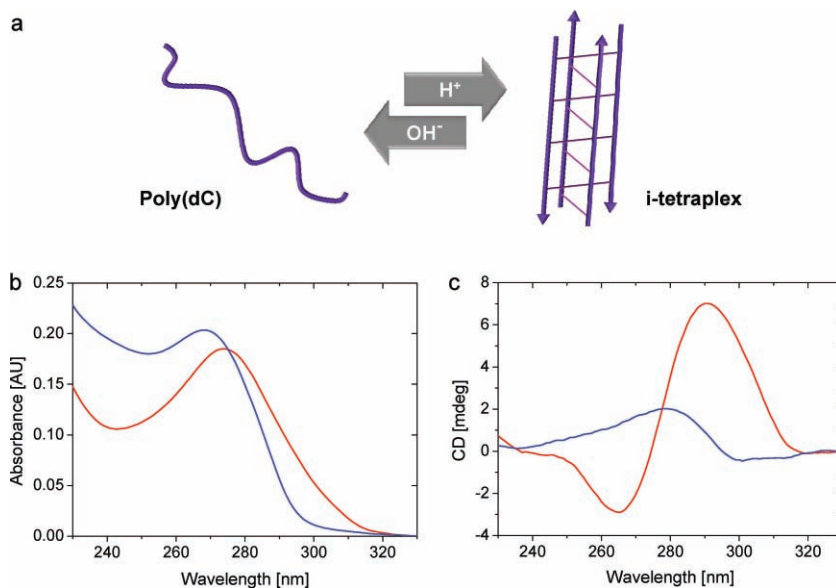 a
H⁺
OH⁻
Poly(dC)
i-tetraplex
b
0.25
0.20
0.15
0.10
0.05
0.00
Absorbance [AU]
240 260 280 300 320
Wavelength [nm]
c
8
6
4
2
0
-2
-4
CD [mdeg]
240 260 280 300 320
Wavelength [nm]